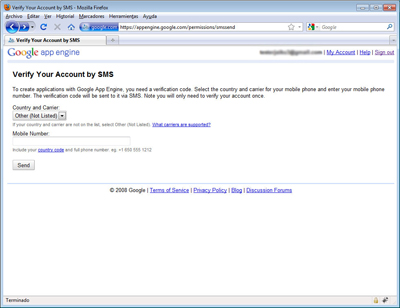 Verify Your Account by SMS - Mozilla Firefox
Archivo Editar Ver Historial Marcadores Herramientas Ayuda
google.com https://appengine.google.com/permissions/smssend Google
Verify Your Account by SMS
Google app engine
@gmail.com | My Account | Help | Sign out
Verify Your Account by SMS
To create applications with Google App Engine, you need a verification code. Select the country and carrier for your mobile phone and enter your mobile phone
number. The verification code will be sent to it via SMS. Note you will only need to verify your account once.
Country and Carrier:
Other (Not Listed)
If your country and carrier are not on the list, select Other (Not Listed). What carriers are supported?
Mobile Number:
Include your country code and full phone number. eg. +1 650 555 1212
Send
© 2008 Google | Terms of Service | Privacy Policy | Blog | Discussion Forums
Terminado